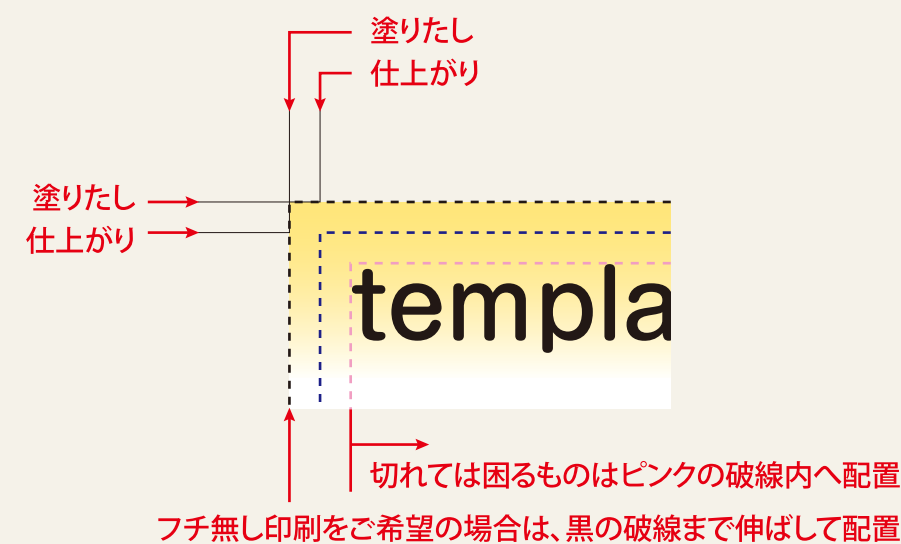 塗りたし
仕上がり
塗りたし
仕上がり
templa
切れては困るものはピンクの破線内へ配置
フチ無し印刷をご希望の場合は、黒の破線まで伸ばして配置